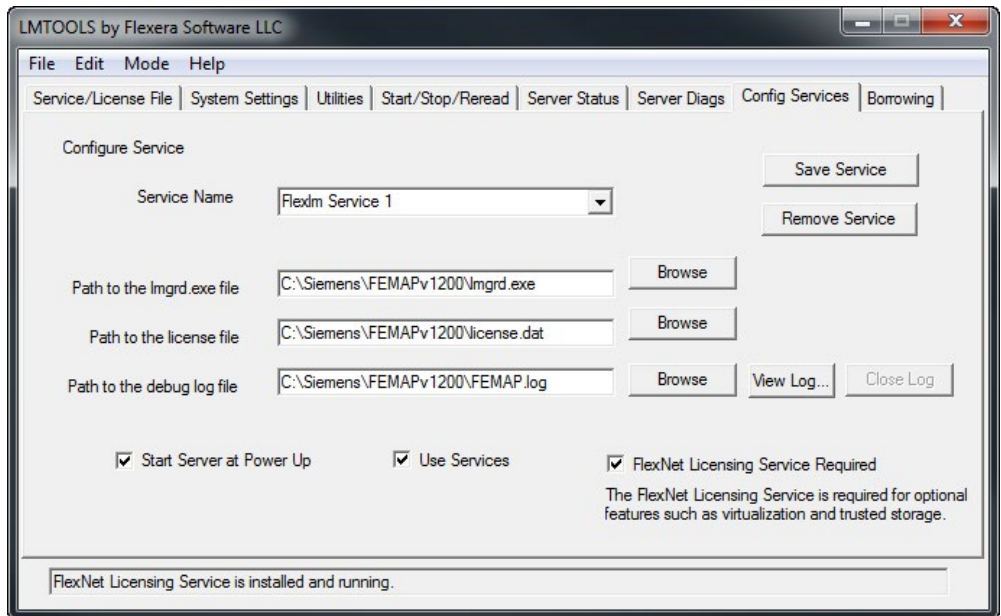 LMTOOLS by Flexera Software LLC
File Edit Mode Help
Service/License File System Settings Utilities Start/Stop/Reread Server Status Server Diags Config Services Borrowing
Configure Service
Save Service
Service Name Flexlm Service 1
Remove Service
Path to the lmgrd.exe file C:\Siemens\FEMAPv1200\lmgrd.exe Browse
Path to the license file C:\Siemens\FEMAPv1200\license.dat Browse
Path to the debug log file C:\Siemens\FEMAPv1200\FEMAP.log Browse View Log... Close Log
Start Server at Power Up Use Services FlexNet Licensing Service Required
The FlexNet Licensing Service is required for optional
features such as virtualization and trusted storage.
FlexNet Licensing Service is installed and running.